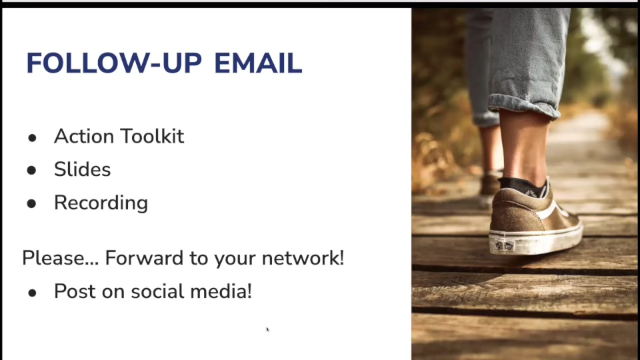 FOLLOW-UP EMAIL
● Action Toolkit
● Slides
● Recording
Please... Forward to your network!
● Post on social media!